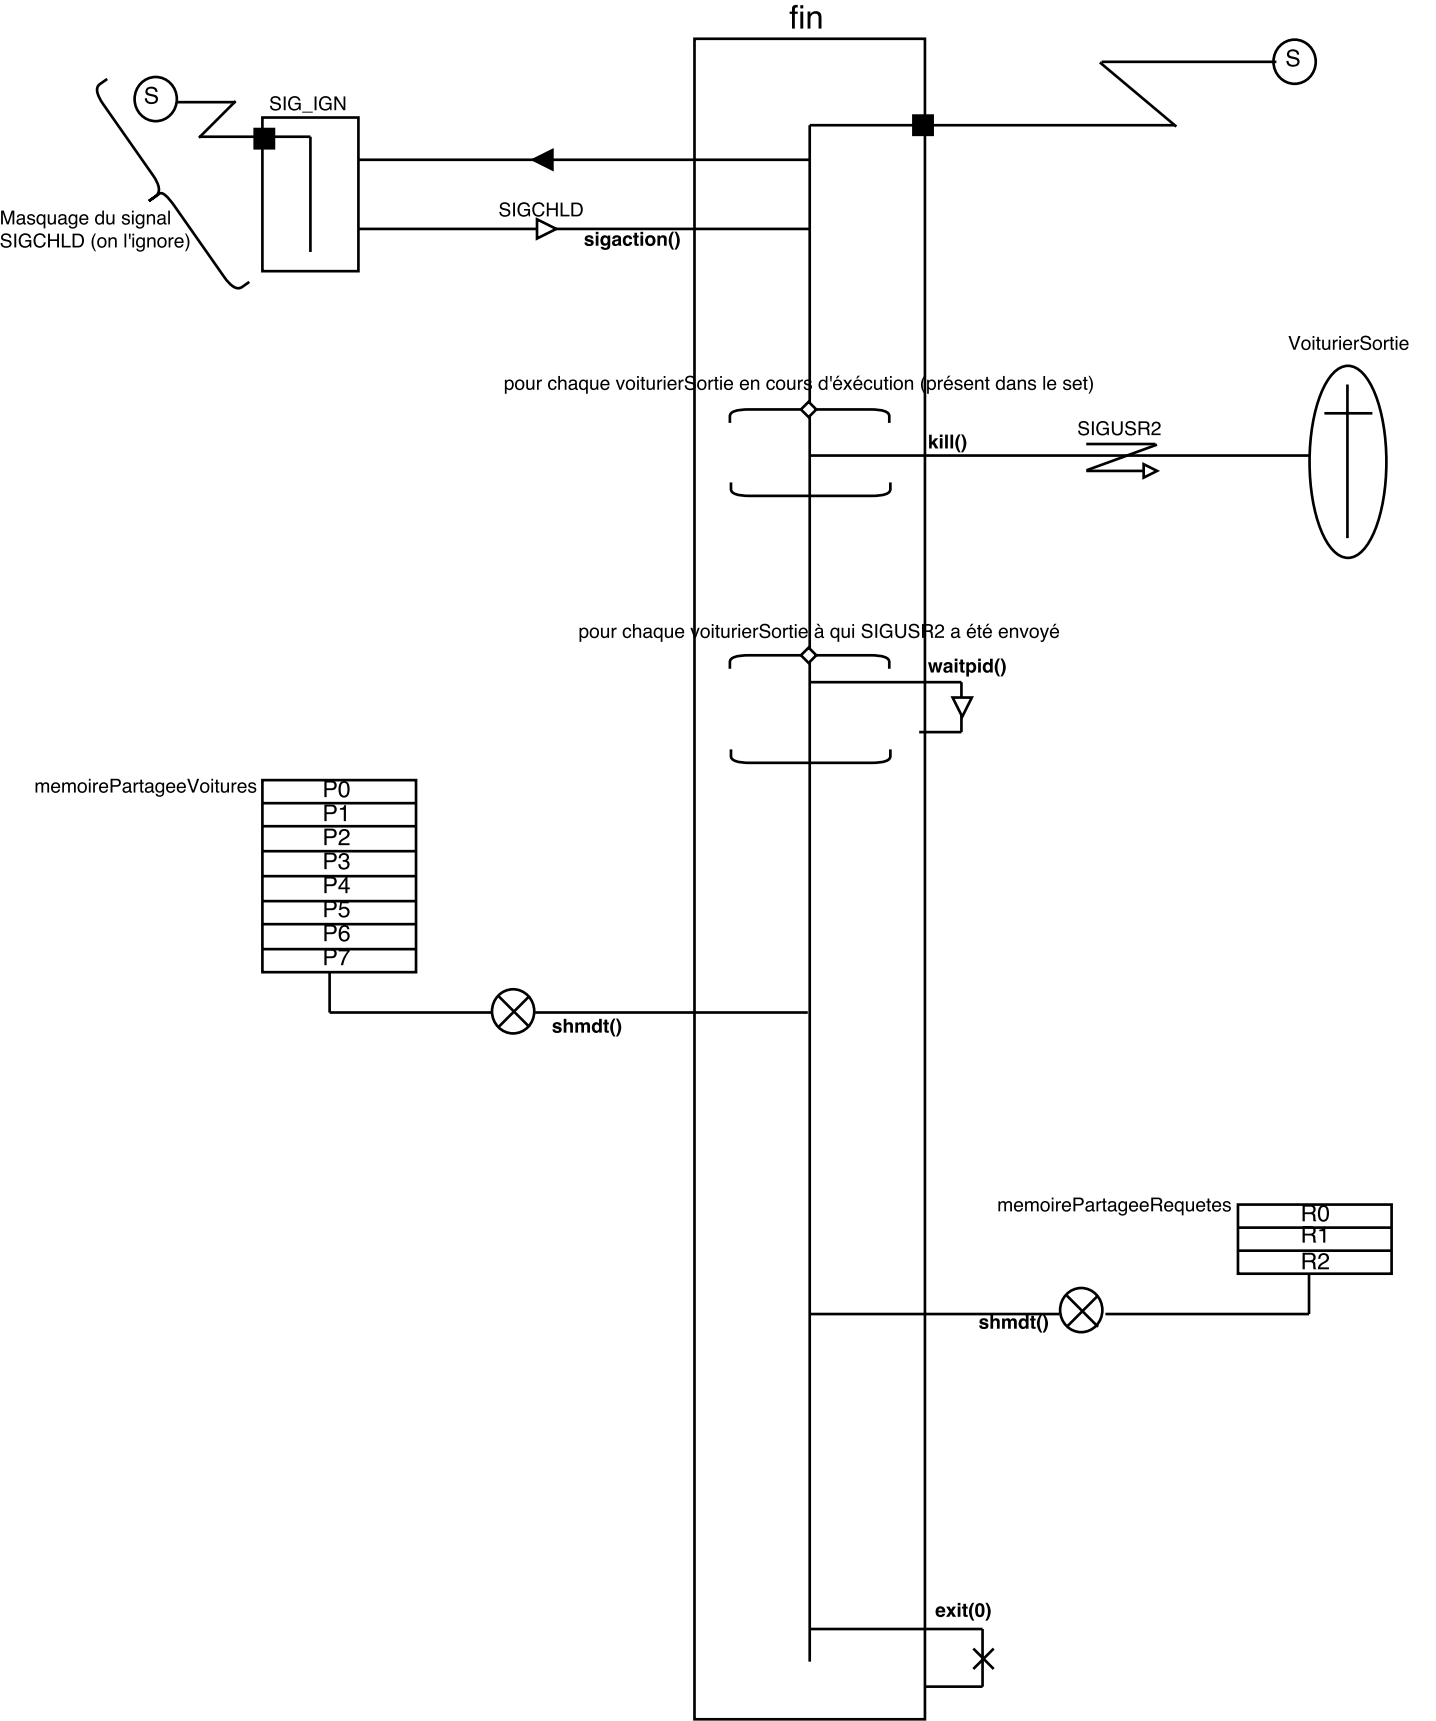 fin
S
S
SIG_IGN
SIGCHLD
sigaction()
Masquage du signal
SIGCHLD (on l'ignore)
VoiturierSortie
pour chaque voiturierSortie en cours d'éxécution (présent dans le set)
SIGUSR2
kill()
pour chaque voiturierSortie à qui SIGUSR2 a été envoyé
waitpid()
memoirePartageeVoitures
P0
P1
P2
P3
P4
P5
P6
P7
shmdt()
memoirePartageeRequetes
R0
R1
R2
shmdt()
exit(0)